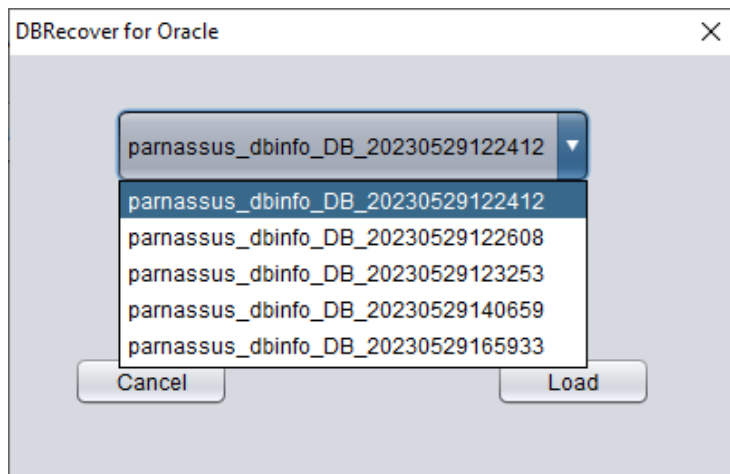 DBRecover for Oracle
parnassus_dbinfo_DB_20230529122412
parnassus_dbinfo_DB_20230529122412
parnassus_dbinfo_DB_20230529122608
parnassus_dbinfo_DB_20230529123253
parnassus_dbinfo_DB_20230529140659
parnassus_dbinfo_DB_20230529165933
Cancel Load